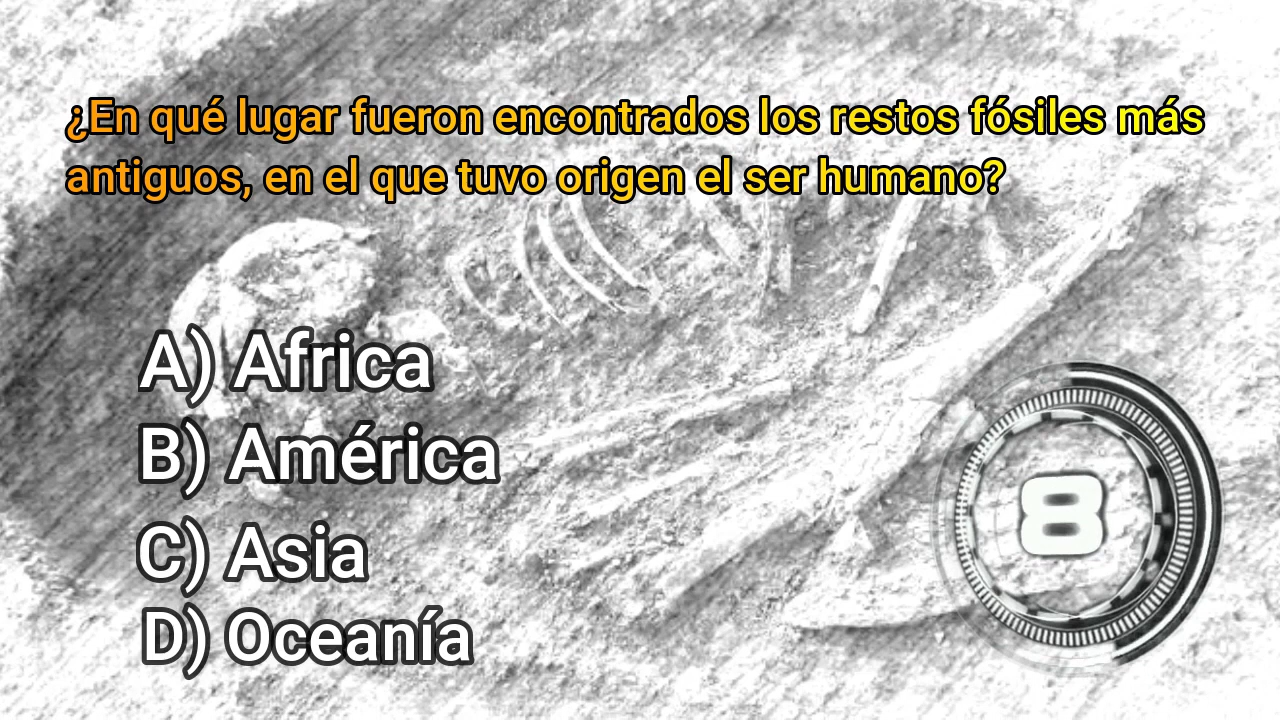 ¿En qué lugar fueron encontrados los restos fósiles más
antiguos, en el que tuvo origen el ser humano?
A) Africa
B) América
C) Asia
D) Oceanía
8